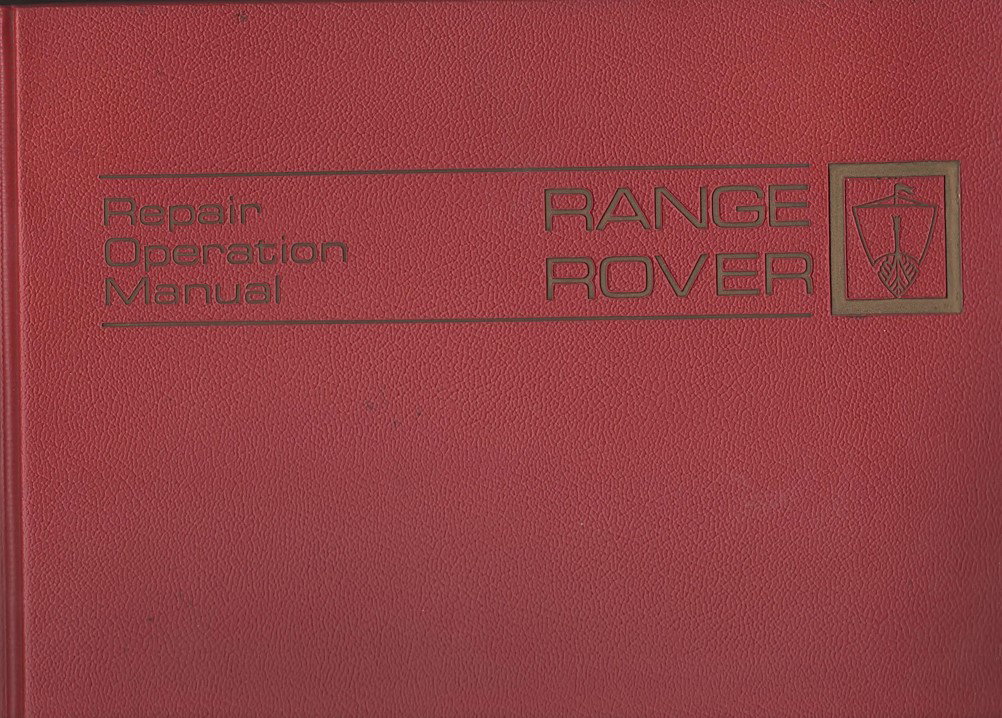 Repair
Operation
Manual
RANGE
ROVER